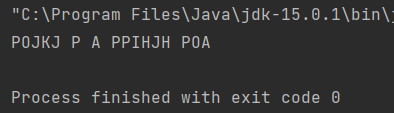 "C:\Program Files\Java\jdk-15.0.1\bin\j
POJKJ P A PPIHJH POA
Process finished with exit code 0